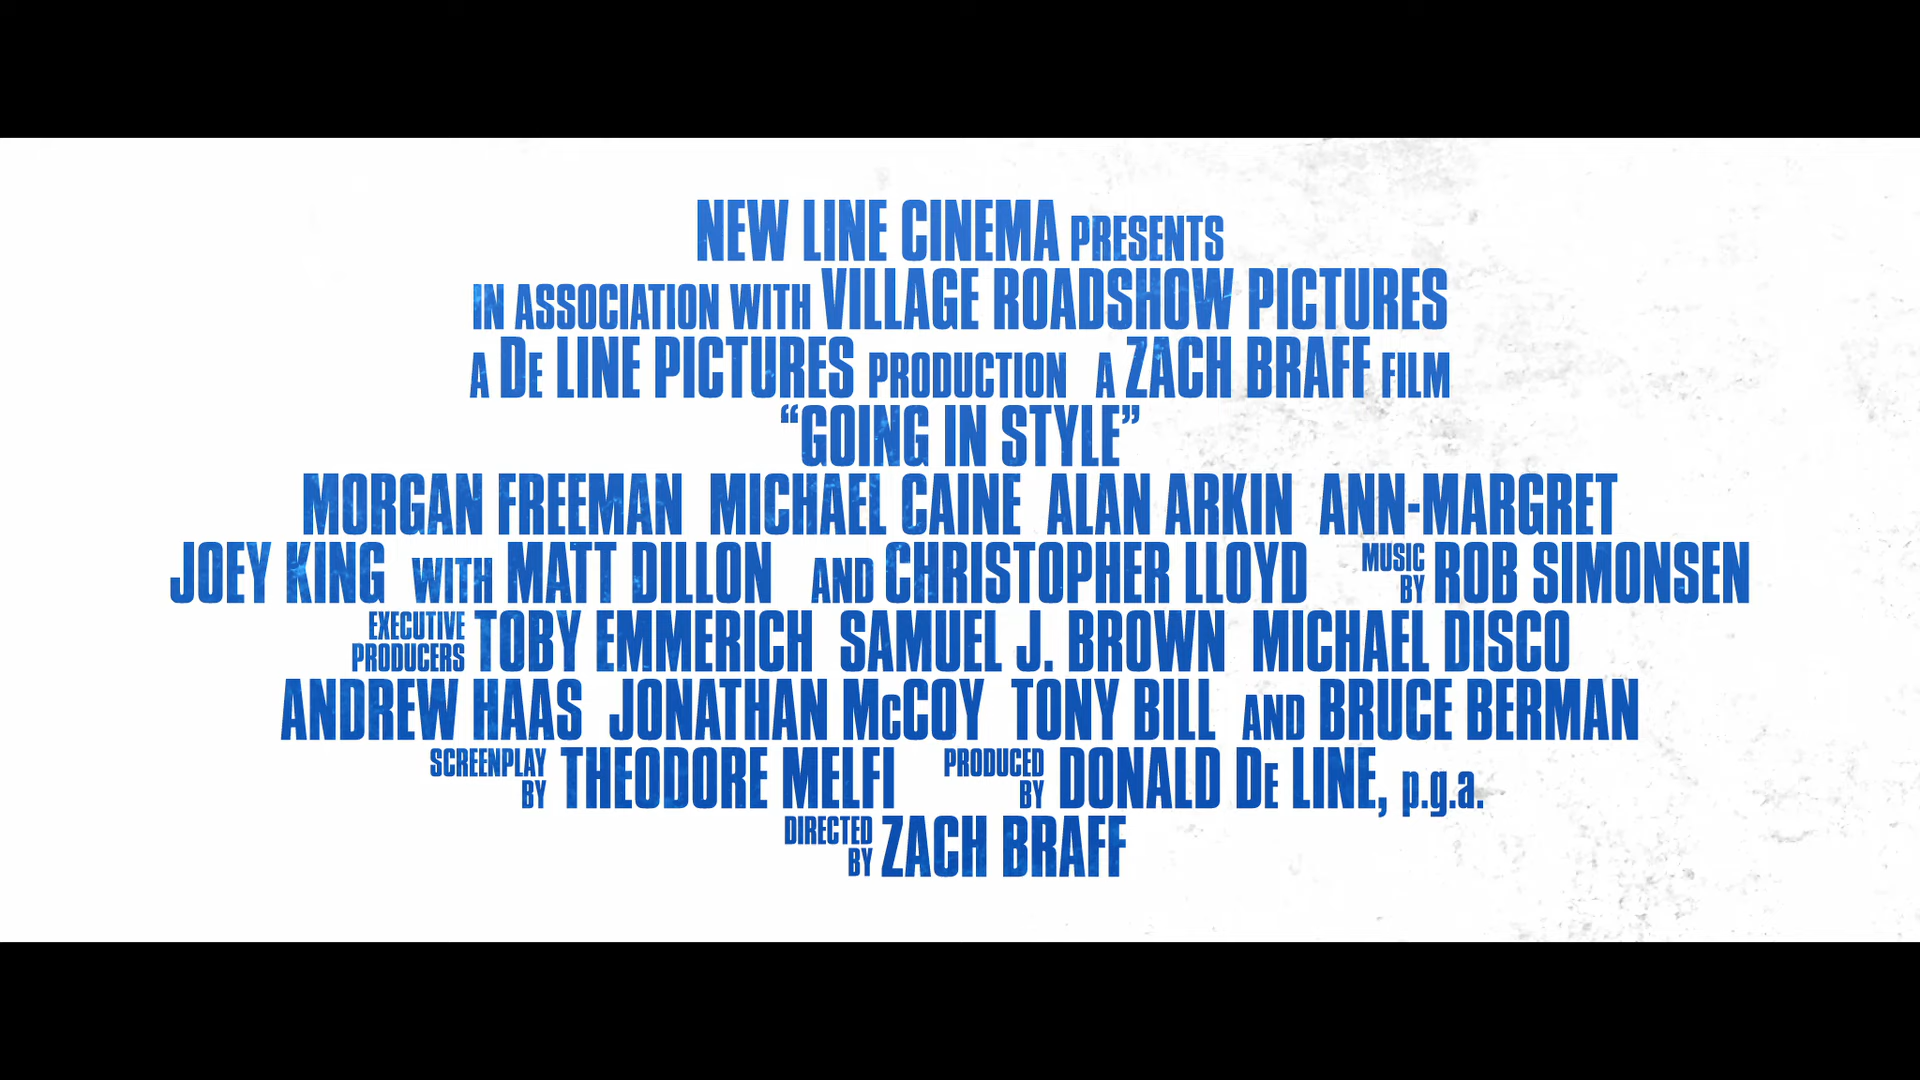 NEW LINE CINEMA PRESENTS
IN ASSOCIATION WITH VILLAGE ROADSHOW PICTURES
A De LINE PICTURES PRODUCTION A ZACH BRAFF FILM
“GOING IN STYLE”
MORGAN FREEMAN MICHAEL CAINE ALAN ARKIN ANN-MARGRET
JOEY KING WITH MATT DILLON AND CHRISTOPHER LLOYD MUSIC BY ROB SIMONSEN
EXECUTIVE PRODUCERS TOBY EMMERICH SAMUEL J. BROWN MICHAEL DISCO
ANDREW HAAS JONATHAN McCOY TONY BILL AND BRUCE BERMAN
SCREENPLAY BY THEODORE MELFI PRODUCED BY DONALD De LINE, p.g.a.
DIRECTED BY ZACH BRAFF